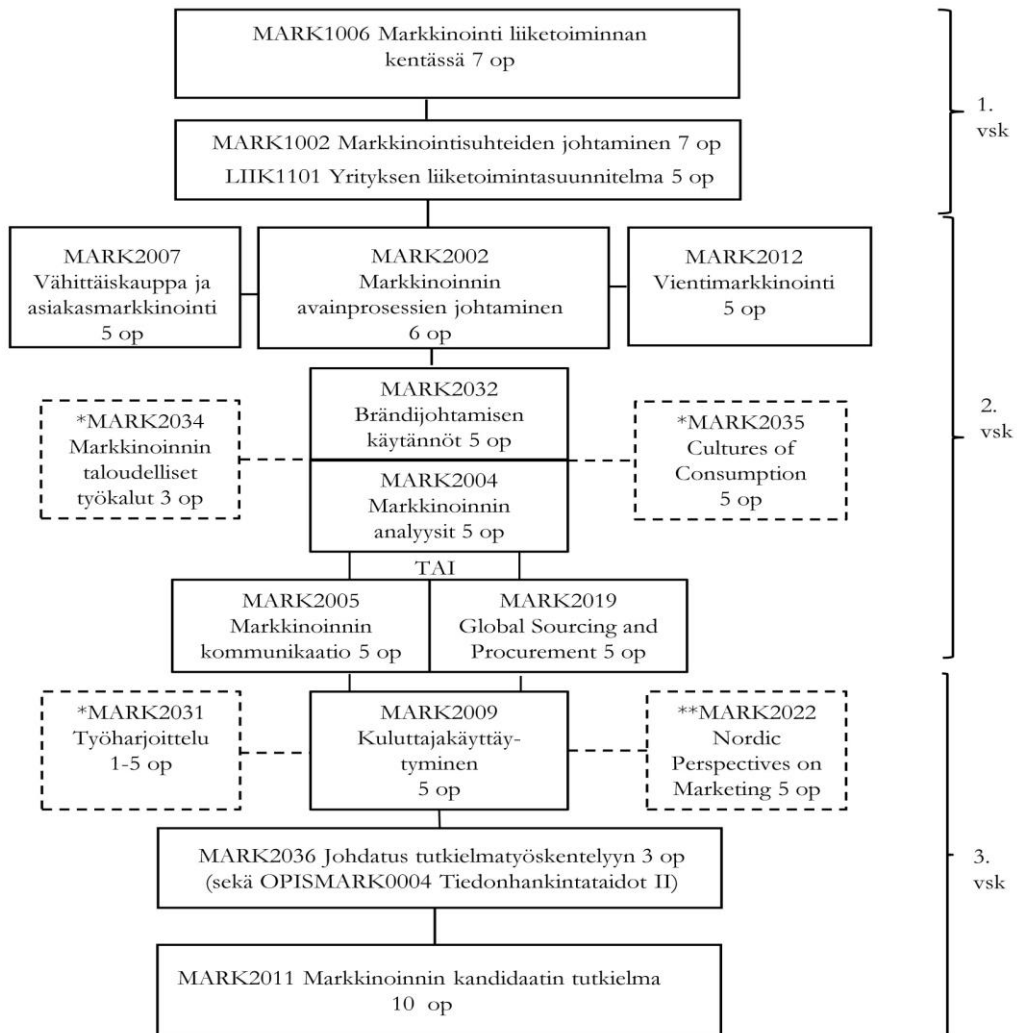 MARK1006 Markkinointi liiketoiminnan
kentässä 7 op
1.
vsk
MARK1002 Markkinointisuhteiden johtaminen 7 op
LIIK1101 Yrityksen liiketoimintasuunnitelma 5 op
MARK2007
Vähittäiskauppa ja
asiakasmarkkinointi
5 op
MARK2002
Markkinoinnin
avainprosessien johtaminen
6 op
MARK2012
Vientimarkkinointi
5 op
2.
vsk
*MARK2034
Markkinoinnin
taloudelliset
työkalut 3 op
MARK2032
Brändijohtamisen
käytännöt 5 op
MARK2004
Markkinoinnin
analyysit 5 op
*MARK2035
Cultures of
Consumption
5 op
TAI
MARK2005
Markkinoinnin
kommunikaatio 5 op
MARK2019
Global Sourcing and
Procurement 5 op
*MARK2031
Työharjoittelu
1-5 op
MARK2009
Kuluttajakäyttäy-
tyminen
5 op
**MARK2022
Nordic
Perspectives on
Marketing 5 op
3.
vsk
MARK2036 Johdatus tutkielmatyöskentelyyn 3 op
(sekä OPISMARK0004 Tiedonhankintataidot II)
MARK2011 Markkinoinnin kandidaatin tutkielma
10 op